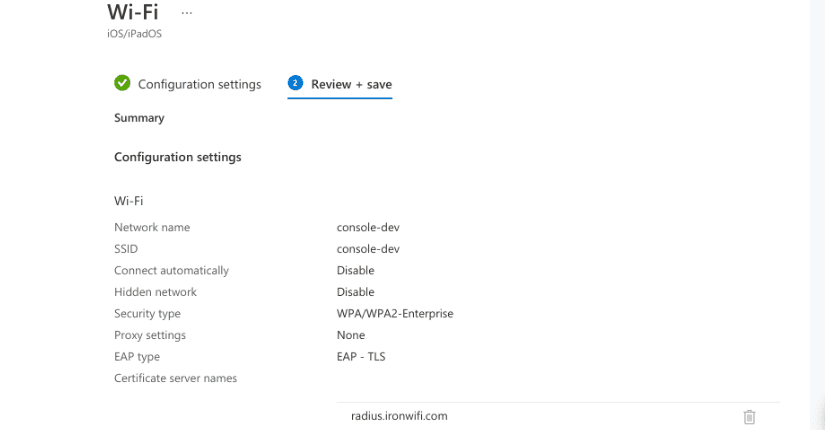 Wi-Fi ...
iOS/iPadOS
Configuration settings 2 Review + save
Summary
Configuration settings
Wi-Fi
Network name console-dev
SSID console-dev
Connect automatically Disable
Hidden network Disable
Security type WPA/WPA2-Enterprise
Proxy settings None
EAP type EAP - TLS
Certificate server names
radius.ironwifi.com